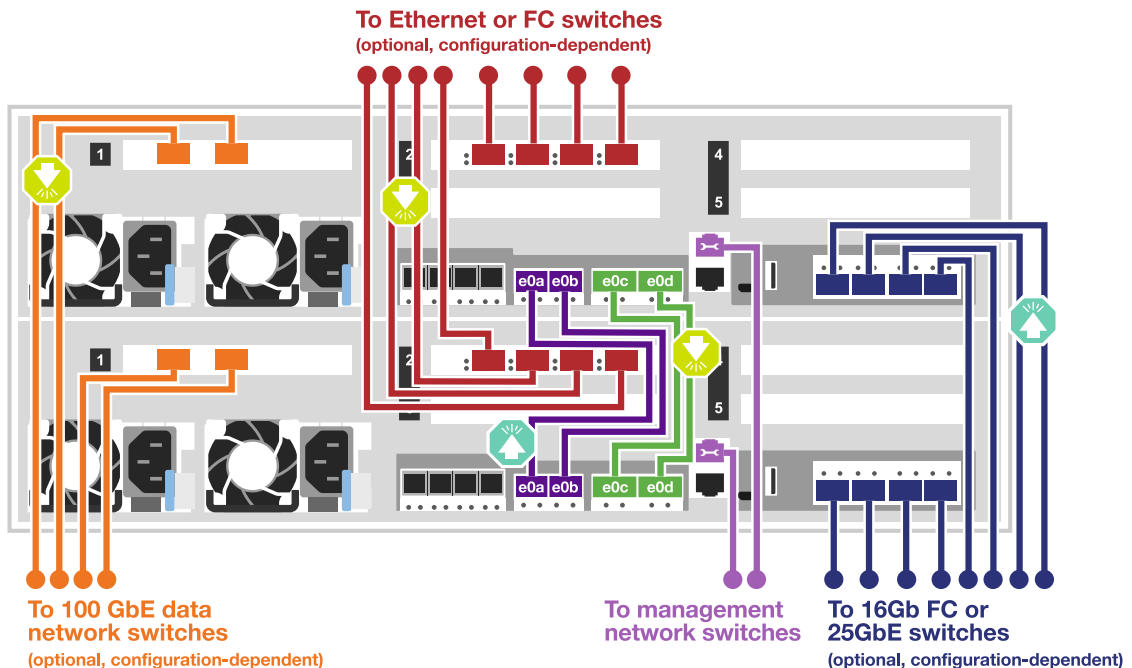 To Ethernet or FC switches
(optional, configuration-dependent)
1
2
4
5
e0a e0b e0c e0d
1
2
5
e0a e0b e0c e0d
To 100 GbE data
network switches
(optional, configuration-dependent)
To management
network switches
To 16Gb FC or
25GbE switches
(optional, configuration-dependent)